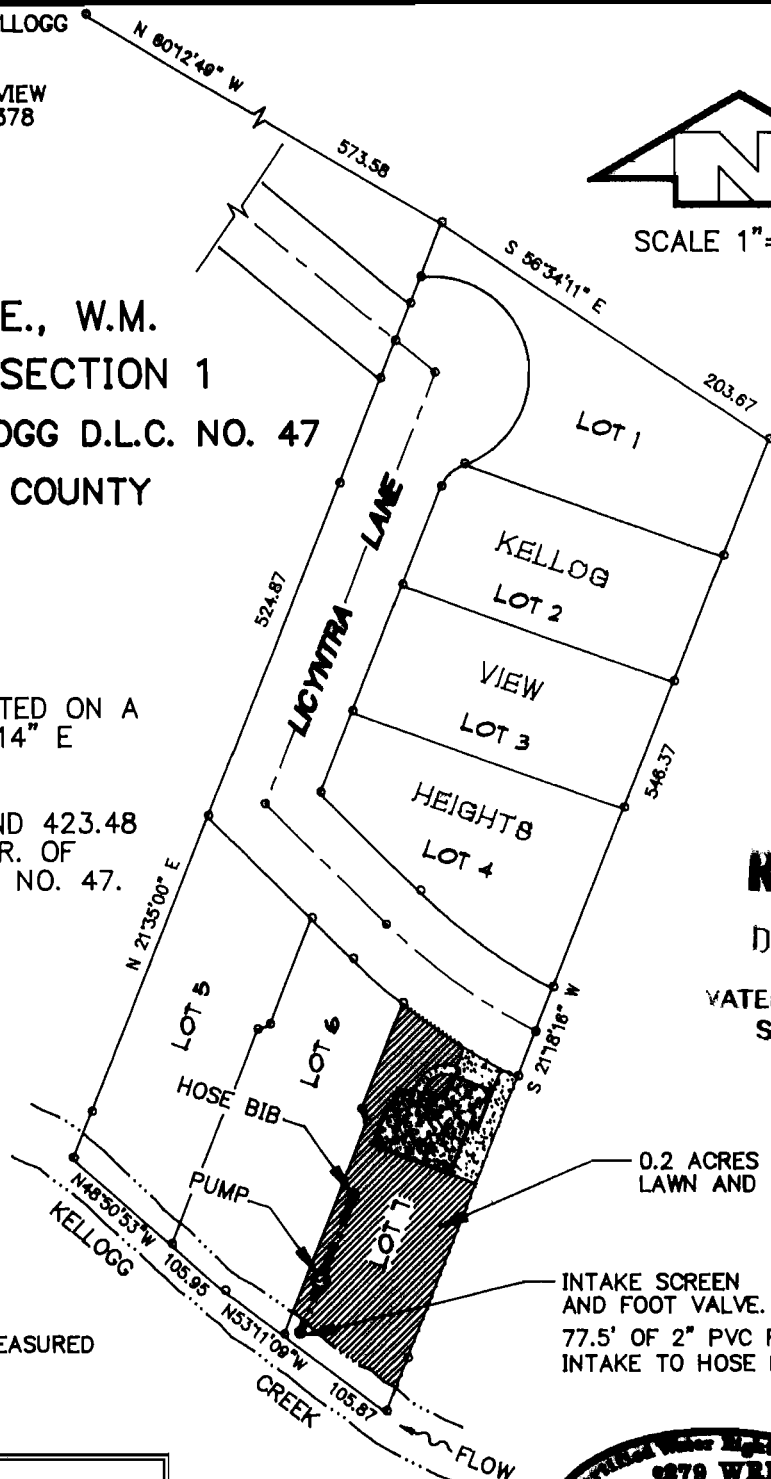 LLOGG
N 60°12'49" W
VIEW
378
573.58
N
SCALE 1"=
S 56°34'11" E
E., W.M.
SECTION 1
OGG D.L.C. NO. 47
COUNTY
203.67
LOT 1
KELLOG
LOT 2
LICYNTRA LANE
524.87
VIEW
LOT 3
TED ON A
14" E
546.37
HEIGHTS
LOT 4
ND 423.48
R. OF
NO. 47.
N 21°35'00" E
S 21°18'16" W
LOT 5
LOT 6
HOSE BIB
0.2 ACRES
LAWN AND
PUMP
LOT 7
N48°50'53"W
KELLOGG
105.95
INTAKE SCREEN
AND FOOT VALVE.
77.5' OF 2" PVC
INTAKE TO HOSE
N53°11'09"W
EASURED
105.87
CREEK
FLOW